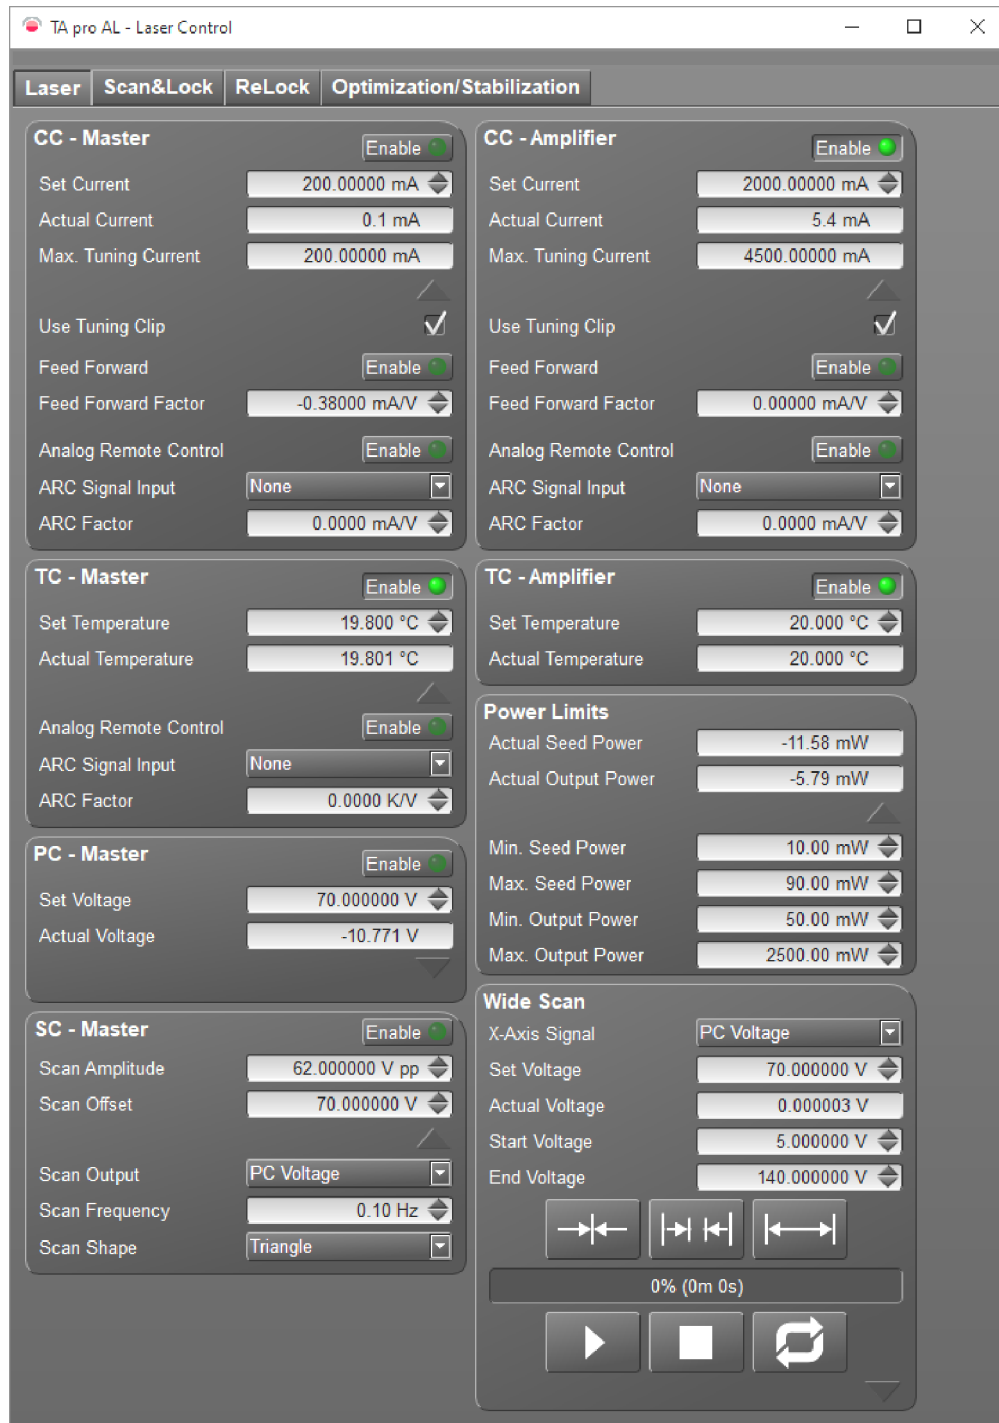 TA pro AL - Laser Control
Laser Scan&Lock ReLock Optimization/Stabilization
CC - Master
Enable
Set Current 200.00000 mA
Actual Current 0.1 mA
Max. Tuning Current 200.00000 mA
Use Tuning Clip
Feed Forward Enable
Feed Forward Factor -0.38000 mA/V
Analog Remote Control Enable
ARC Signal Input None
ARC Factor 0.0000 mA/V
CC - Amplifier
Enable
Set Current 2000.00000 mA
Actual Current 5.4 mA
Max. Tuning Current 4500.00000 mA
Use Tuning Clip
Feed Forward Enable
Feed Forward Factor 0.00000 mA/V
Analog Remote Control Enable
ARC Signal Input None
ARC Factor 0.0000 mA/V
TC - Master
Enable
Set Temperature 19.800 °C
Actual Temperature 19.801 °C
Analog Remote Control Enable
ARC Signal Input None
ARC Factor 0.0000 K/V
TC - Amplifier
Enable
Set Temperature 20.000 °C
Actual Temperature 20.000 °C
PC - Master
Enable
Set Voltage 70.000000 V
Actual Voltage -10.771 V
Power Limits
Actual Seed Power -11.58 mW
Actual Output Power -5.79 mW
Min. Seed Power 10.00 mW
Max. Seed Power 90.00 mW
Min. Output Power 50.00 mW
Max. Output Power 2500.00 mW
SC - Master Enable
Scan Amplitude 62.000000 V pp
Scan Offset 70.000000 V
Scan Output PC Voltage
Scan Frequency 0.10 Hz
Scan Shape Triangle
Wide Scan
X-Axis Signal PC Voltage
Set Voltage 70.000000 V
Actual Voltage 0.000003 V
Start Voltage 5.000000 V
End Voltage 140.000000 V
0% (0m 0s)